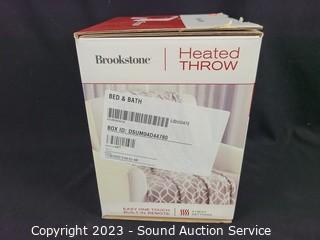 Brookstone
Heated
THROW
BED & BATH
LIQUIDATE
BOX ID: DSUM04D44780
EASY ONE TOUCH
BUILT-IN REMOTE
Copyright 2023 - Sound Auction Service